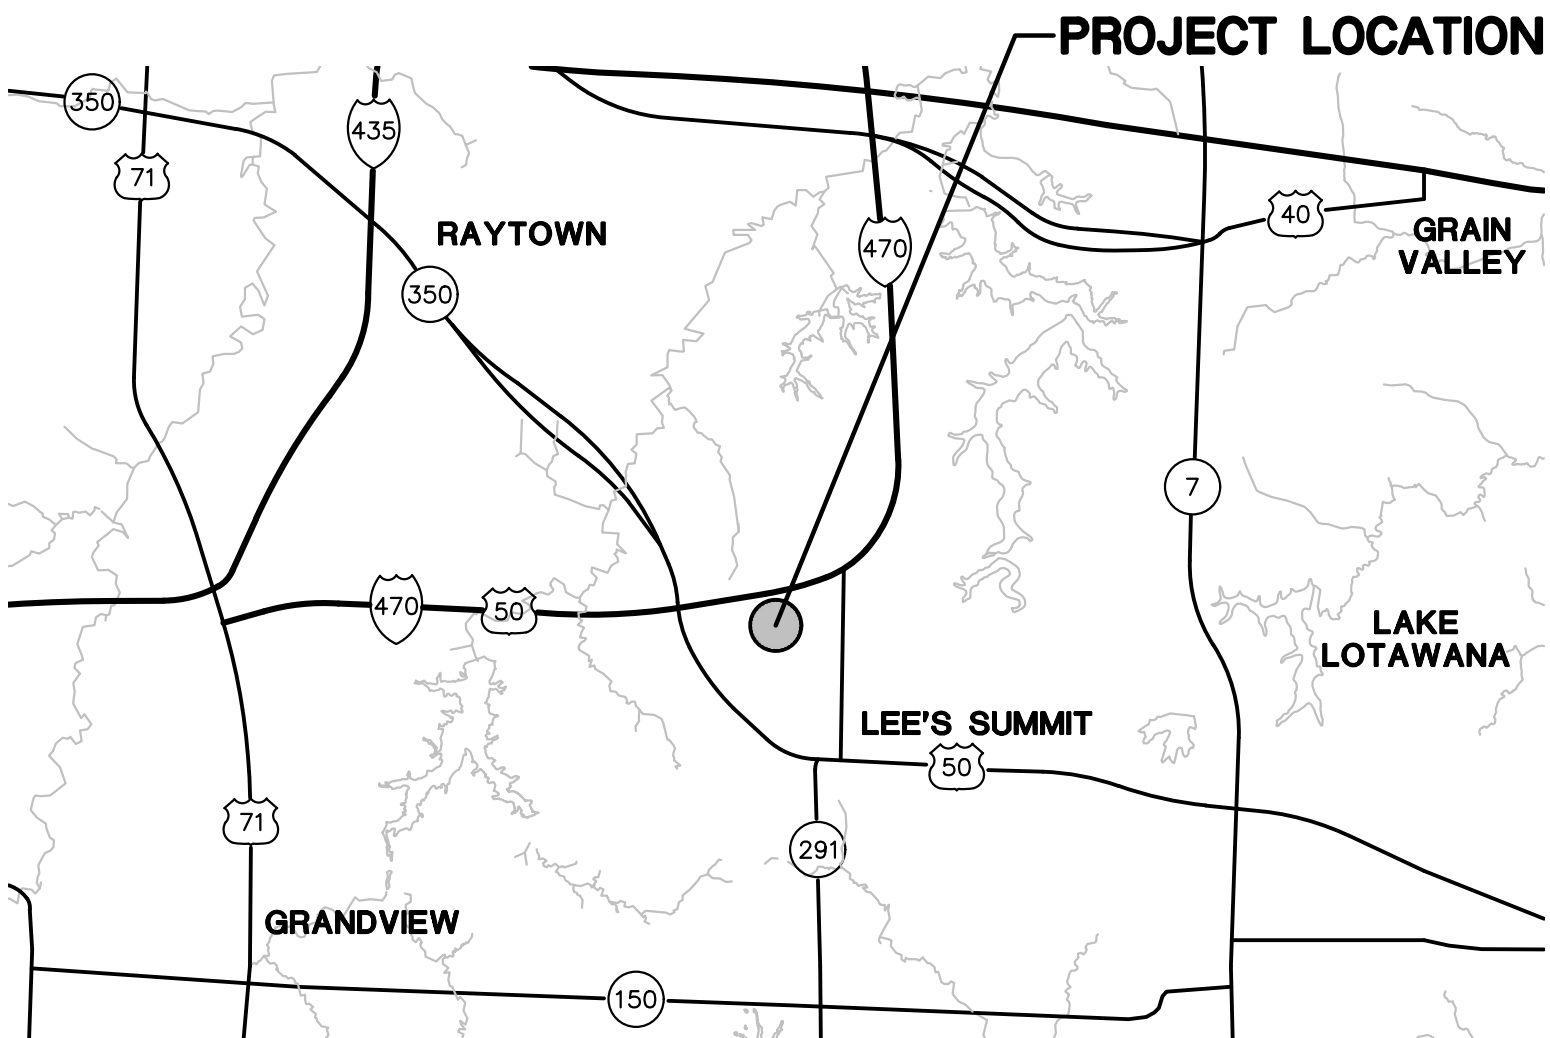 PROJECT LOCATION
350
435
71
40
RAYTOWN
GRAIN
VALLEY
470
350
7
470
50
LAKE
LOTAWANA
LEE'S SUMMIT
50
71
291
GRANDVIEW
150